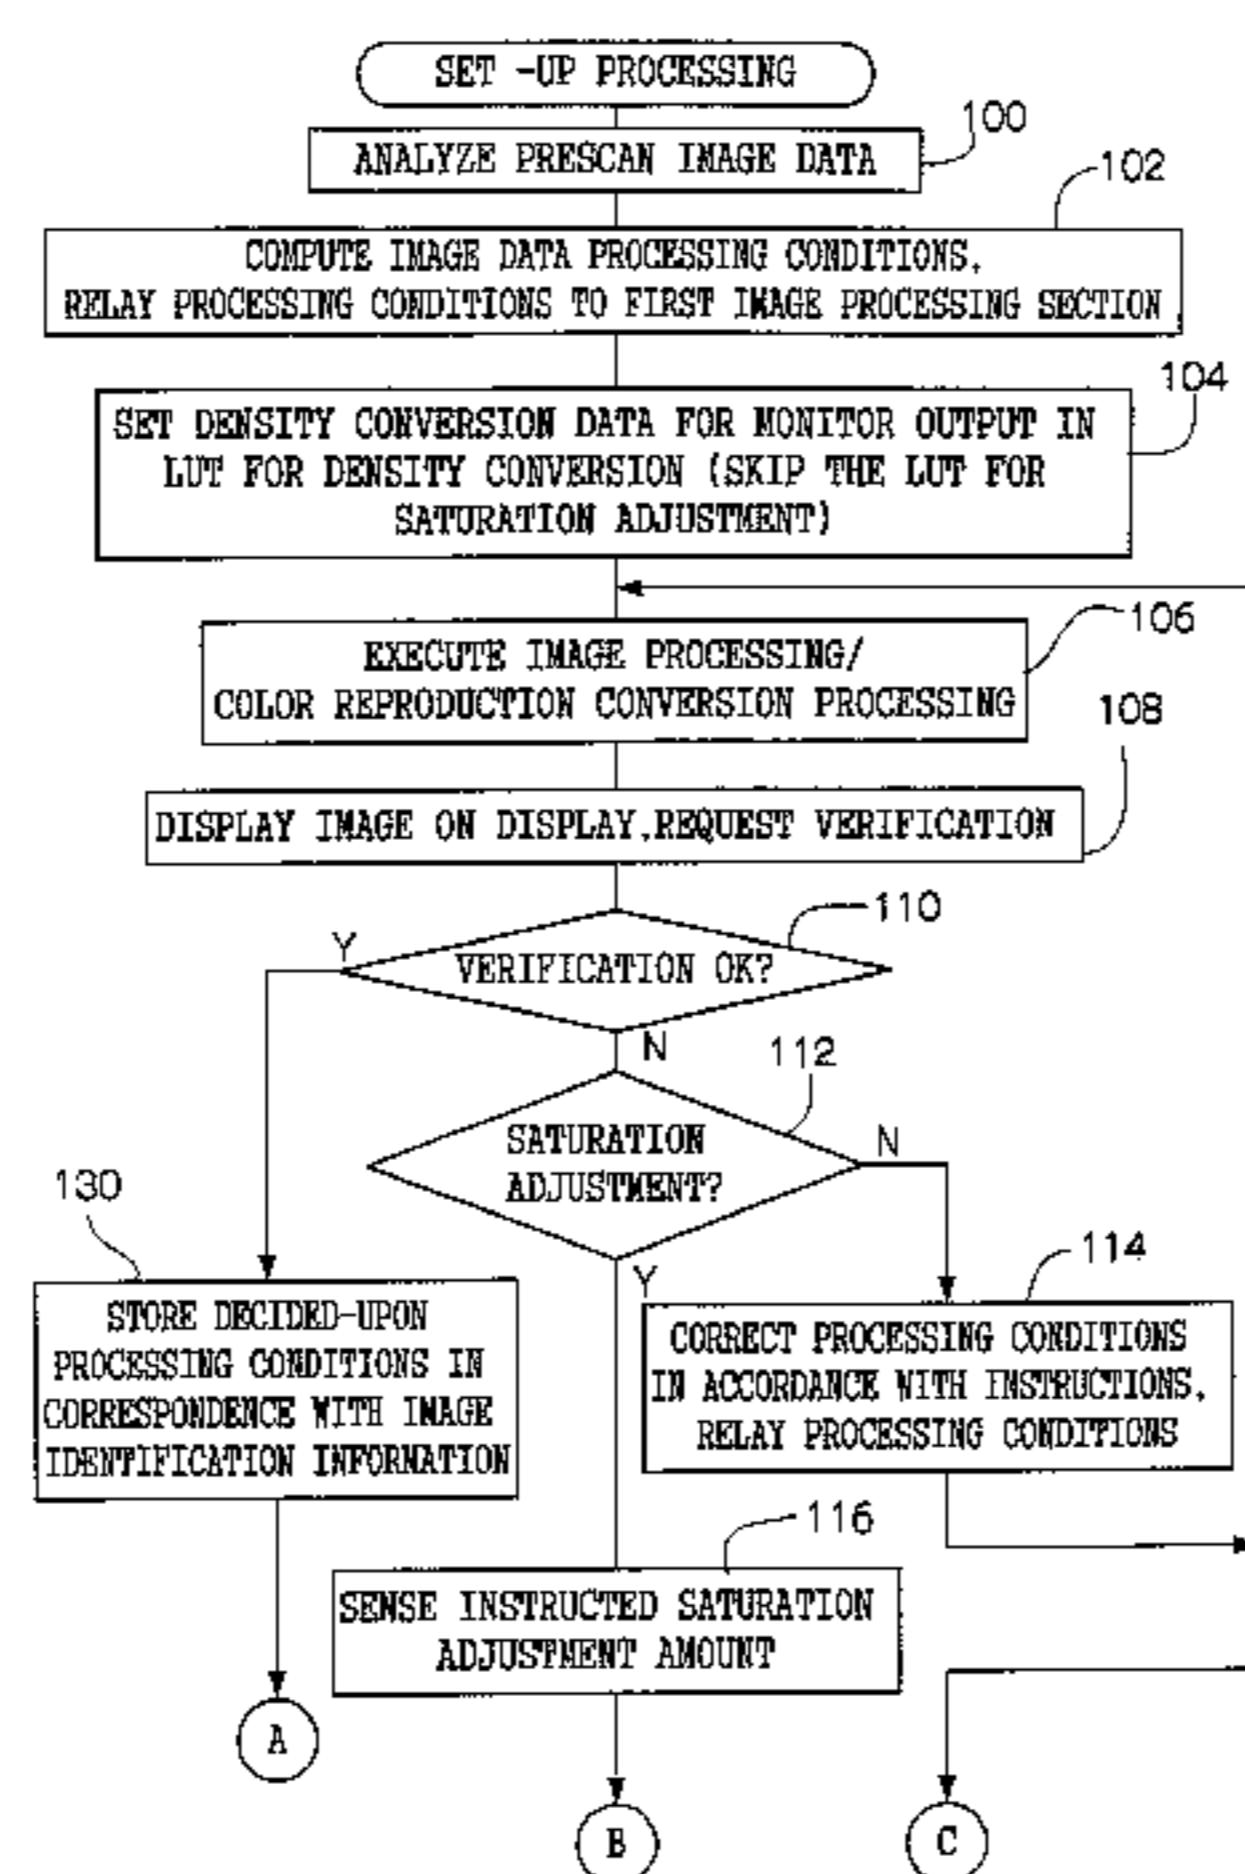 SET -UP PROCESSING
100
ANALYZE PRESCAN IMAGE DATA
102
COMPUTE IMAGE DATA PROCESSING CONDITIONS,
RELAY PROCESSING CONDITIONS TO FIRST IMAGE PROCESSING SECTION
104
SET DENSITY CONVERSION DATA FOR MONITOR OUTPUT IN
LUT FOR DENSITY CONVERSION (SKIP THE LUT FOR
SATURATION ADJUSTMENT)
106
EXECUTE IMAGE PROCESSING/
COLOR REPRODUCTION CONVERSION PROCESSING
108
DISPLAY IMAGE ON DISPLAY,REQUEST VERIFICATION
110
Y
VERIFICATION OK?
N
112
SATURATION
ADJUSTMENT?
N
Y
130
STORE DECIDED-UPON
PROCESSING CONDITIONS IN
CORRESPONDENCE WITH IMAGE
IDENTIFICATION INFORMATION
114
CORRECT PROCESSING CONDITIONS
IN ACCORDANCE WITH INSTRUCTIONS,
RELAY PROCESSING CONDITIONS
116
SENSE INSTRUCTED SATURATION
ADJUSTMENT AMOUNT
A
B
C